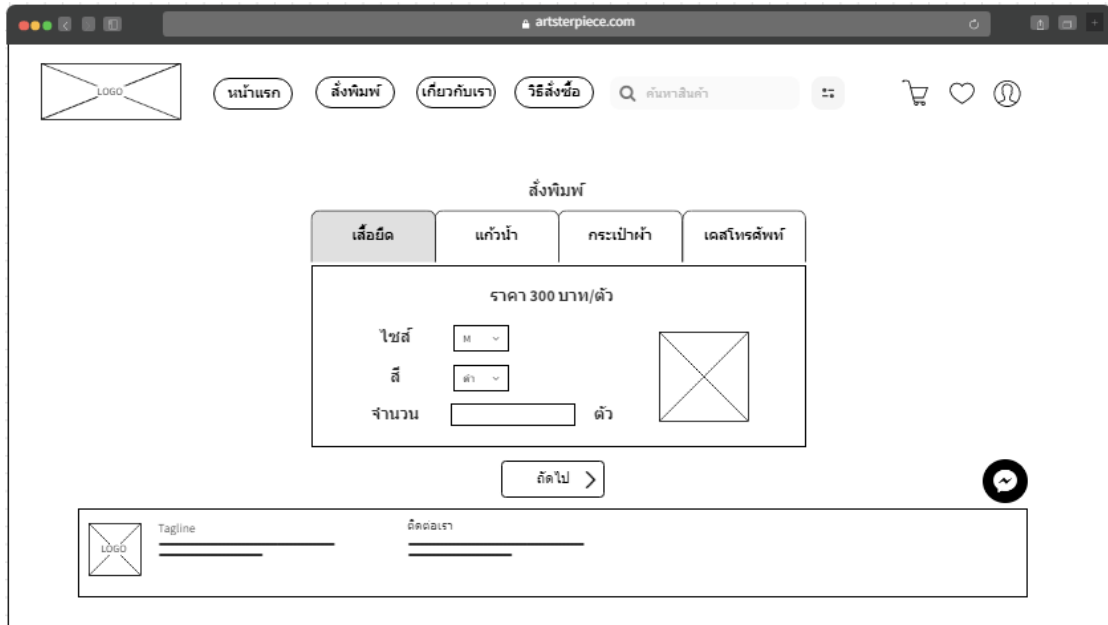 artsterpiece.com
LOGO
หน้าแรก
สั่งพิมพ์
เกี่ยวกับเรา
วิธีสั่งซื้อ
ค้นหาสินค้า
สั่งพิมพ์
เสื้อยืด
แก้วน้ำ
กระเป๋าผ้า
เคสโทรศัพท์
ราคา 300 บาท/ตัว
ไซส์
M
สี
ดำ
จำนวน
ตัว
ถัดไป
LOGO
Tagline
ติดต่อเรา